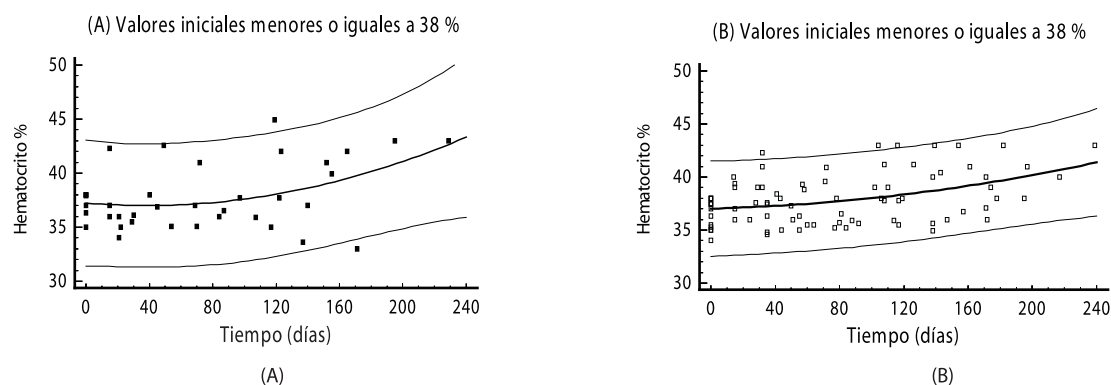 (A) Valores iniciales menores o iguales a 38 %
50
45
40
35
30
Hematocrito %
0 40 80 120 160 200 240
Tiempo (días)
(A)
(B) Valores iniciales menores o iguales a 38 %
50
45
40
35
30
Hematocrito %
0 40 80 120 160 200 240
Tiempo (días)
(B)